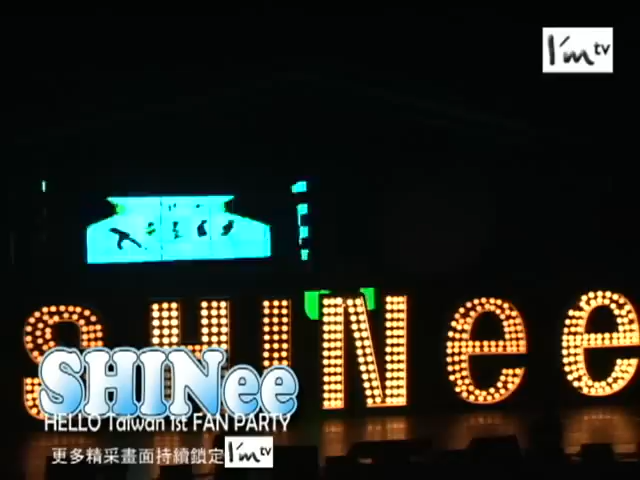 I'm tv
SHINee
SHINee
HELLO Taiwan 1st FAN PARTY
更多精采畫面持續鎖定 I'm tv